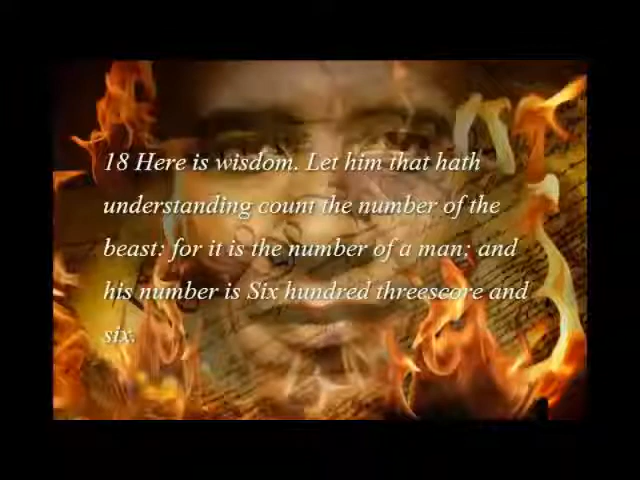 18 Here is wisdom. Let him that hath
understanding count the number of the
beast: for it is the number of a man; and
his number is Six hundred threescore and
six.